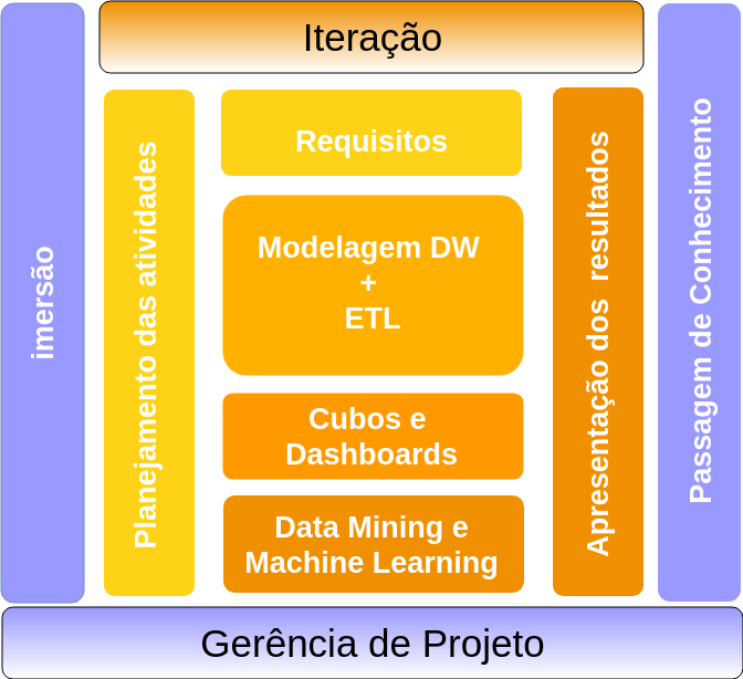 Iteração
imersão
Planejamento das atividades
Requisitos
Modelagem DW
+
ETL
Cubos e
Dashboards
Data Mining e
Machine Learning
Apresentação dos resultados
Passagem de Conhecimento
Gerência de Projeto